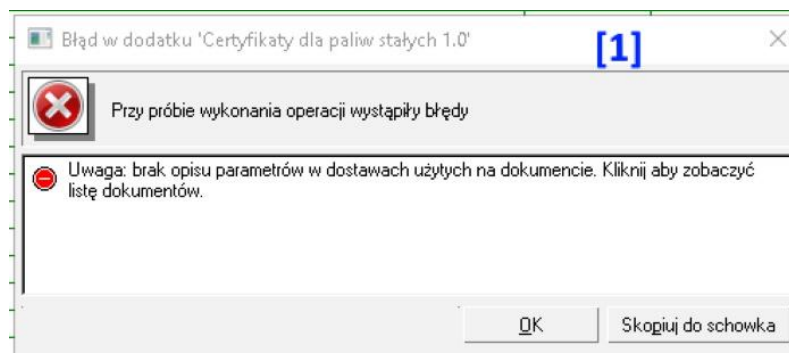 Błąd w dodatku 'Certyfikaty dla paliw stałych 1.0'
[1]
Przy próbie wykonania operacji wystąpiły błędy
Uwaga: brak opisu parametrów w dostawach użytych na dokumencie. Kliknij aby zobaczyć
listę dokumentów.
OK
Skopiuj do schowka